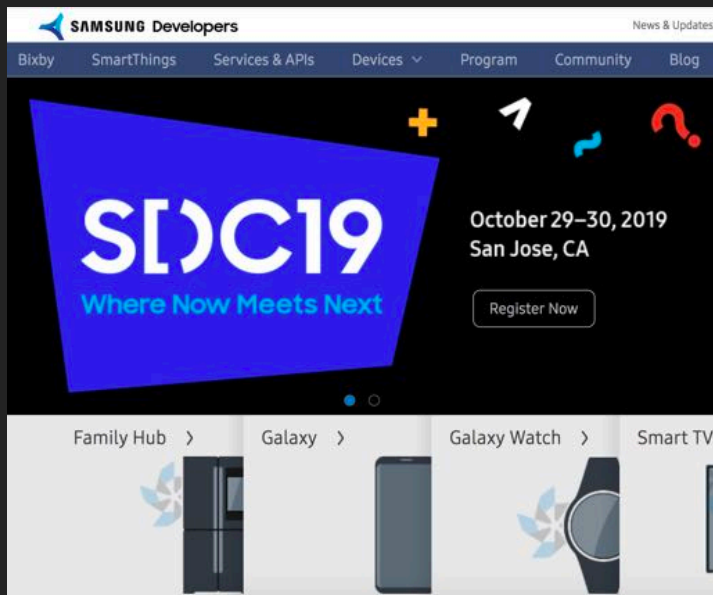 SAMSUNG Developers
News & Updates
Bixby SmartThings Services & APIs Devices Program Community Blog
SDC19
Where Now Meets Next
October 29–30, 2019
San Jose, CA
Register Now
Family Hub Galaxy Galaxy Watch Smart TV